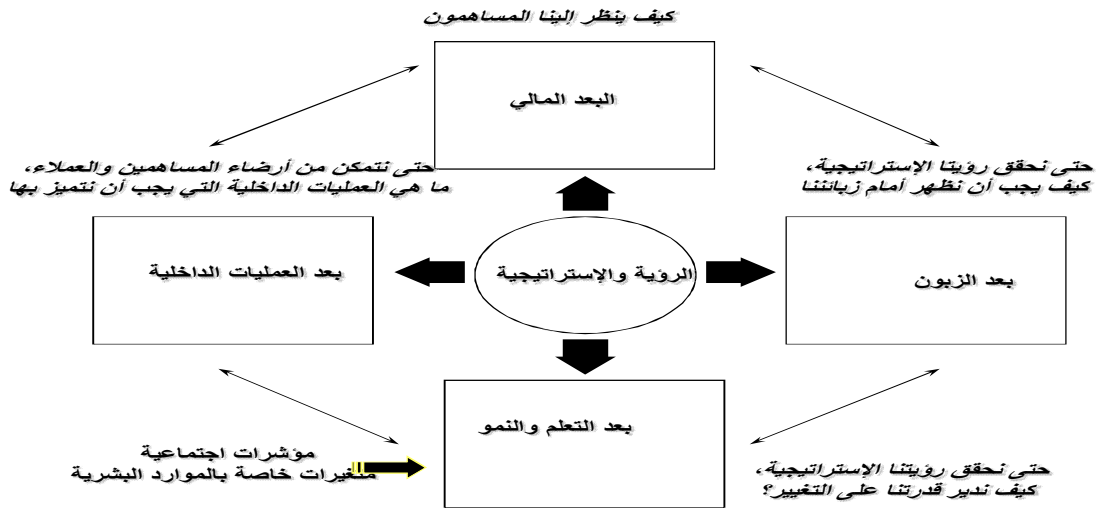 كيف ينظر إلينا المساهمون
البعد المالي
حتى نحقق رؤيتا الإستراتيجية،
كيف يجب أن نظهر أمام زبائننا
حتى نتمكن من أرضاء المساهمين والعملاء،
ما هي العمليات الداخلية التي يجب أن نتميز بها
بعد الزبون
الرؤية والإستراتيجية
بعد العمليات الداخلية
بعد التعلم والنمو
حتى نحقق رؤيتنا الإستراتيجية،
كيف ندير قدرتنا على التغيير؟
مؤشرات اجتماعية
متغيرات خاصة بالموارد البشرية